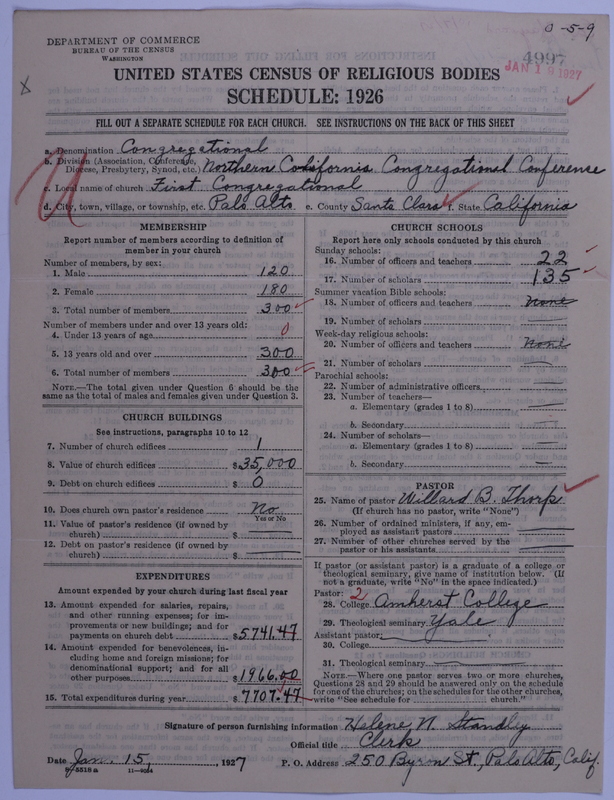 0-5-9
DEPARTMENT OF COMMERCE
BUREAU OF THE CENSUS
WASHINGTON
4997
JAN 19 1927
UNITED STATES CENSUS OF RELIGIOUS BODIES
SCHEDULE: 1926
FILL OUT A SEPARATE SCHEDULE FOR EACH CHURCH. SEE INSTRUCTIONS ON THE BACK OF THIS SHEET
a. Denomination Congregational
b. Division (Association, Conference, Diocese, Presbytery, Synod, etc.) Northern California Congregational Conference
c. Local name of church First Congregational
d. City, town, village, or township, etc. Palo Alto e. County Santa Clara f. State California
MEMBERSHIP
Report number of members according to definition of
member in your church
Number of members, by sex:
1. Male 120
2. Female 180
3. Total number of members 300
Number of members under and over 13 years old:
4. Under 13 years of age 0
5. 13 years old and over 300
6. Total number of members 300
NOTE.—The total given under Question 6 should be
same as the total of males and females given under Question 3.
CHURCH BUILDINGS
See instructions, paragraphs 10 to 12
7. Number of church edifices 1
8. Value of church edifices $35,000
9. Debt on church edifices $ 0
10. Does church own pastor's residence No
Yes or No
11. Value of pastor's residence (if owned by
church) $ —
12. Debt on pastor's residence (if owned by
church) $ —
EXPENDITURES
Amount expended by church during last fiscal year
13. Amount expended for salaries, repairs,
and other running expenses; for im-
provements or new buildings; and for
payments on church debt $5741.47
14. Amount expended for benevolences, in-
cluding home and foreign missions; for
denominational support; and for all
other purposes $1966.00
15. Total expenditures during year $7707.47
CHURCH SCHOOLS
Report here only schools conducted by this church
Sunday schools:
16. Number of officers and teachers 22
17. Number of scholars 135
Summer vacation Bible schools:
18. Number of officers and teachers None
19. Number of scholars —
Week-day religious schools:
20. Number of officers and teachers None
21. Number of scholars —
Parochial schools:
22. Number of administrative officers —
23. Number of teachers—
a. Elementary (grades 1 to 8) —
b. Secondary —
24. Number of scholars—
a. Elementary (grades 1 to 8) —
b. Secondary —
PASTOR
25. Name of pastor Willard B. Thorp
(If church has no pastor, write "None")
26. Number of ordained ministers, if any, em-
ployed as assistant pastors —
27. Number of other churches served by the
pastor or his assistants —
If pastor (or assistant pastor) is a graduate of a college or
theological seminary, give name of institution below. (If
not a graduate, write "No" in the space indicated.)
Pastor: 2
28. College Amherst College
29. Theological seminary Yale
Assistant pastor: —
30. College —
31. Theological seminary —
NOTE.—Where one pastor serves two or more churches,
Questions 28 and 29 should be answered only on the schedule
for one of the churches; on the schedules for the other churches,
write "See schedule for church."
Signature of person furnishing information Helene N. Standly
Official title Clerk
Date Jan. 15, 1927 P. O. Address 250 Byron St., Palo Alto, Calif.
8-5518a 11-9034